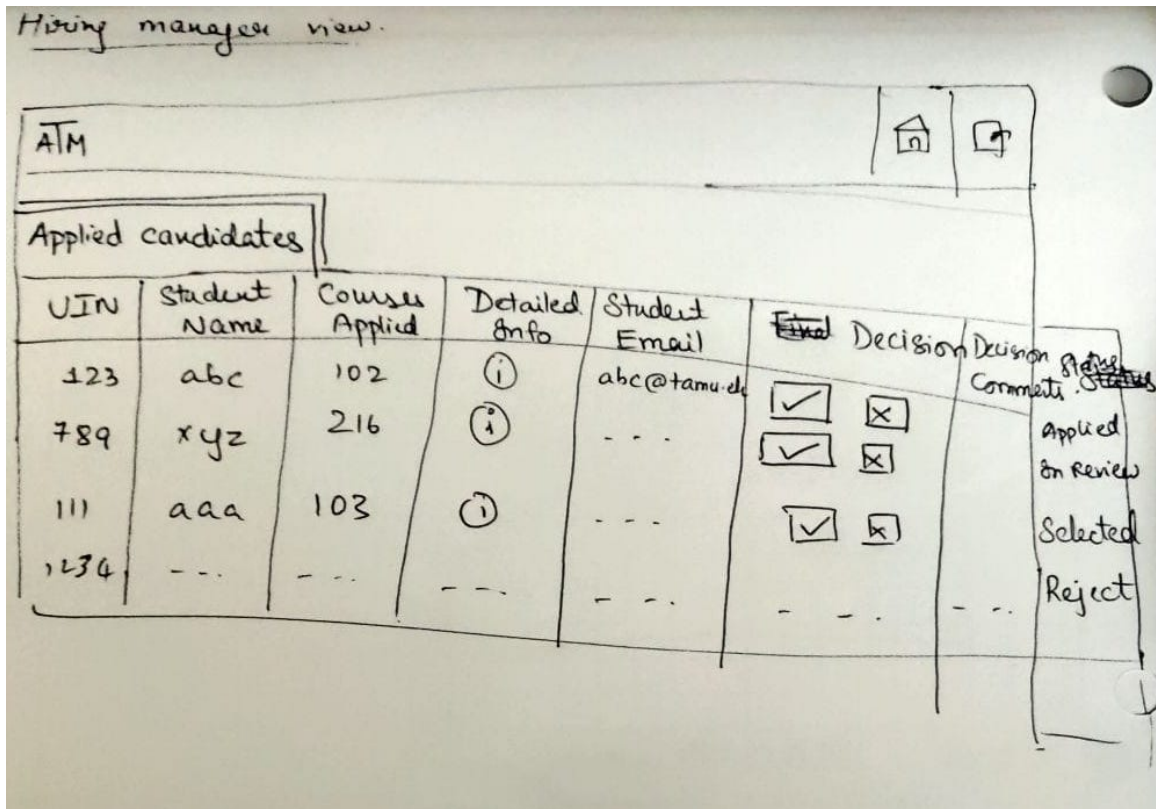 Hiring manager view.
ATM
Applied candidates
UIN Student Name Courses Applied Detailed Info Student Email Decision Decision Comments. Status
123 abc 102 i abc@tamu.ed Applied
789 xyz 216 i - - - In Review
111 aaa 103 i - - - Selected
1234 - - - - - - - - - - - - - - - - - - Reject